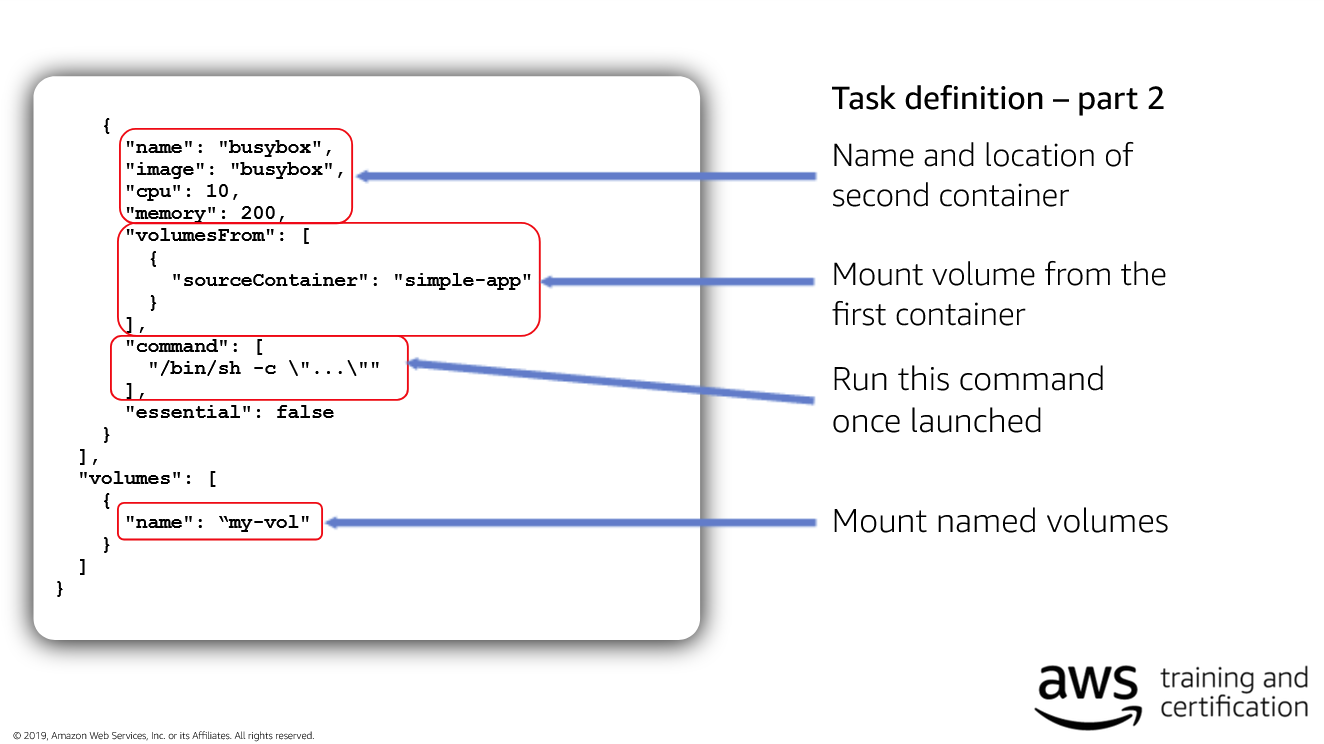 {
"name": "busybox",
"image": "busybox",
"cpu": 10,
"memory": 200,
"volumesFrom": [
{
"sourceContainer": "simple-app"
}
],
"command": [
"/bin/sh -c \"...\""
],
"essential": false
}
],
"volumes": [
{
"name": “my-vol"
}
]
}
Task definition – part 2
Name and location of
second container
Mount volume from the
first container
Run this command
once launched
Mount named volumes
aws training and
certification
© 2019, Amazon Web Services, Inc. or its Affiliates. All rights reserved.